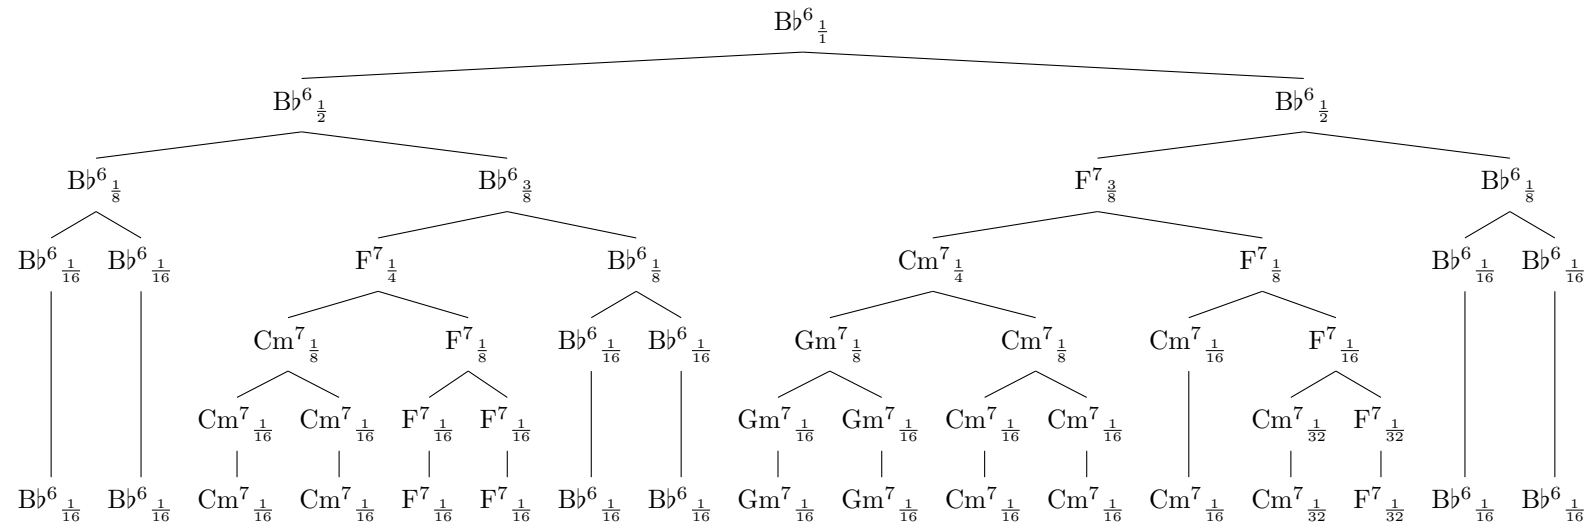 B♭⁶ 1/1
B♭⁶ 1/2 B♭⁶ 1/2
B♭⁶ 1/8 B♭⁶ 3/8 F⁷ 3/8 B♭⁶ 1/8
B♭⁶ 1/16 B♭⁶ 1/16 F⁷ 1/4 B♭⁶ 1/8 Cm⁷ 1/4 F⁷ 1/8 B♭⁶ 1/16 B♭⁶ 1/16
Cm⁷ 1/8 F⁷ 1/8 B♭⁶ 1/16 B♭⁶ 1/16 Gm⁷ 1/8 Cm⁷ 1/8 Cm⁷ 1/16 F⁷ 1/16
Cm⁷ 1/16 Cm⁷ 1/16 F⁷ 1/16 F⁷ 1/16 Gm⁷ 1/16 Gm⁷ 1/16 Cm⁷ 1/16 Cm⁷ 1/16 Cm⁷ 1/32 F⁷ 1/32
B♭⁶ 1/16 B♭⁶ 1/16 Cm⁷ 1/16 Cm⁷ 1/16 F⁷ 1/16 F⁷ 1/16 B♭⁶ 1/16 B♭⁶ 1/16 Gm⁷ 1/16 Gm⁷ 1/16 Cm⁷ 1/16 Cm⁷ 1/16 Cm⁷ 1/16 Cm⁷ 1/32 F⁷ 1/32 B♭⁶ 1/16 B♭⁶ 1/16